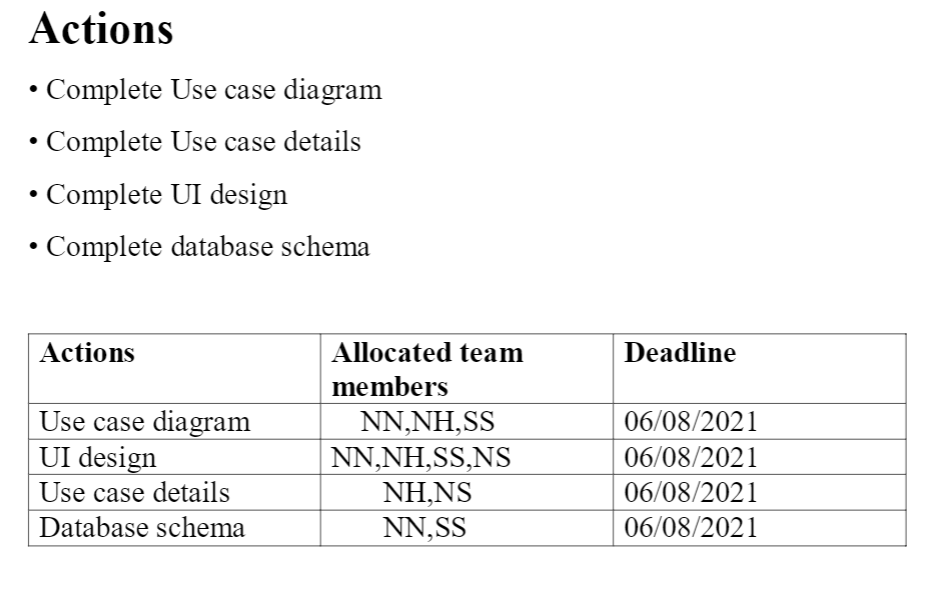 Actions
• Complete Use case diagram
• Complete Use case details
• Complete UI design
• Complete database schema
Actions Allocated team members Deadline
Use case diagram NN,NH,SS 06/08/2021
UI design NN,NH,SS,NS 06/08/2021
Use case details NH,NS 06/08/2021
Database schema NN,SS 06/08/2021